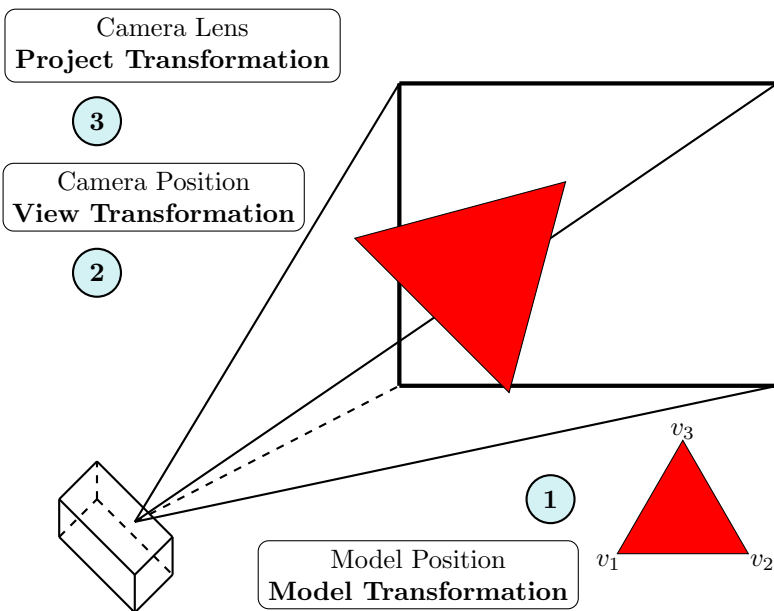 Camera Lens
Project Transformation
3
Camera Position
View Transformation
2
1
v₃
v₁
v₂
Model Position
Model Transformation